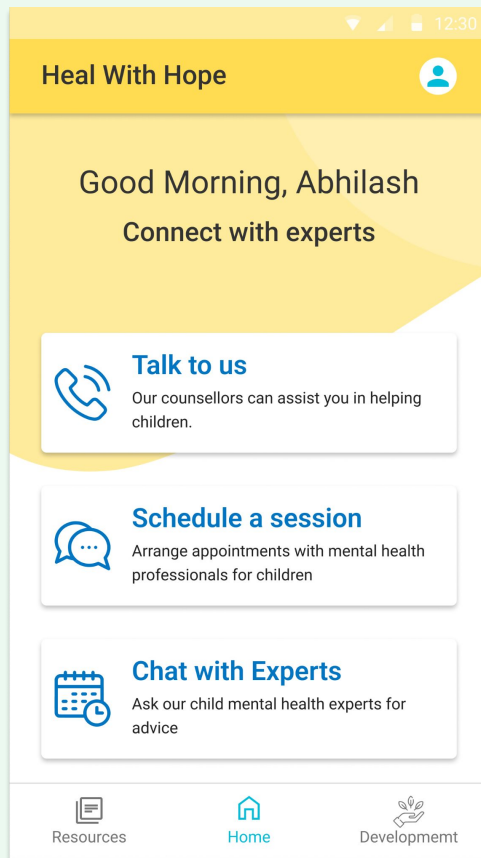 12:30
Heal With Hope
Good Morning, Abhilash
Connect with experts
Talk to us
Our counsellors can assist you in helping
children.
Schedule a session
Arrange appointments with mental health
professionals for children
Chat with Experts
Ask our child mental health experts for
advice
Resources
Home
Developmemt